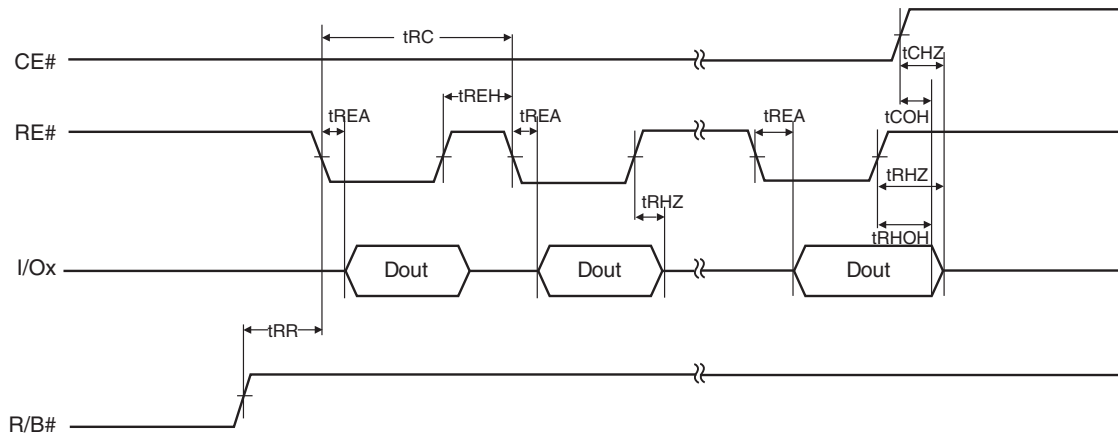 tRC
tCHZ
CE#
tREH
tREA
tREA
tREA
tCOH
RE#
tRHZ
tRHZ
tRHOH
I/Ox
Dout
Dout
Dout
tRR
R/B#